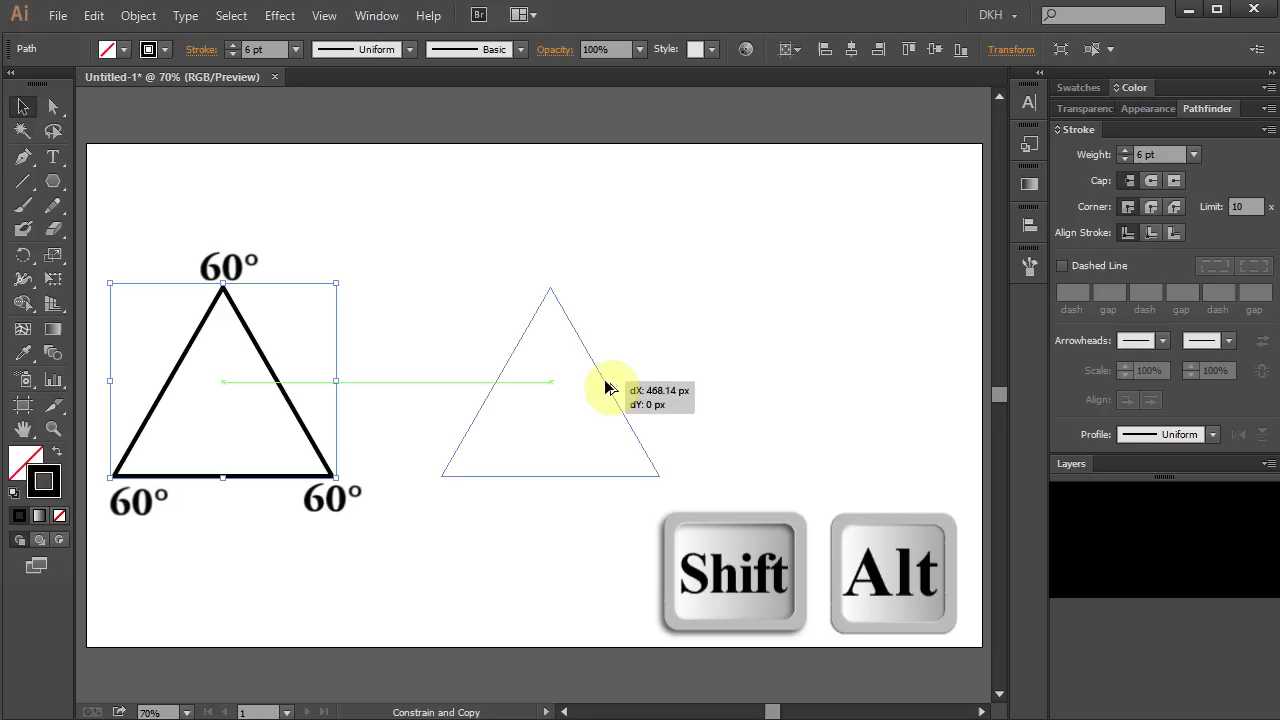 Ai File Edit Object Type Select Effect View Window Help Br DKH
Path Stroke: 6 pt Uniform Basic Opacity: 100% Style: Transform
Untitled-1* @ 70% (RGB/Preview) ×
Swatches Color
Transparenc Appearance Pathfinder
Stroke
Weight: 6 pt
Cap:
Corner: Limit: 10 x
Align Stroke:
Dashed Line
dash gap dash gap dash gap
Arrowheads:
Scale: 100% 100%
Align:
Profile: Uniform
Layers
60°
60°
60°
dX: 468.14 px
dY: 0 px
Shift Alt
70% 1 Constrain and Copy